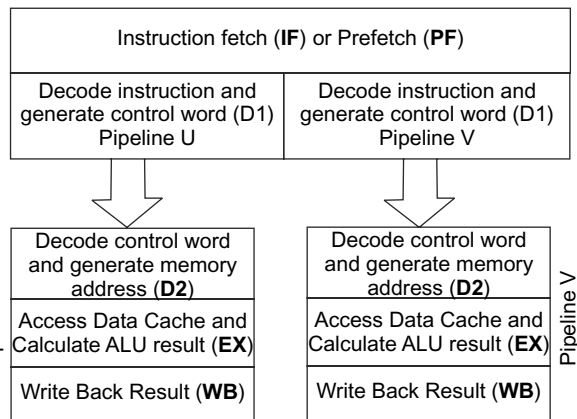 Instruction fetch (IF) or Prefetch (PF)
Decode instruction and
generate control word (D1)
Pipeline U
Decode instruction and
generate control word (D1)
Pipeline V
Decode control word
and generate memory
address (D2)
Access Data Cache and
Calculate ALU result (EX)
Write Back Result (WB)
Decode control word
and generate memory
address (D2)
Access Data Cache and
Calculate ALU result (EX)
Write Back Result (WB)
Pipeline V